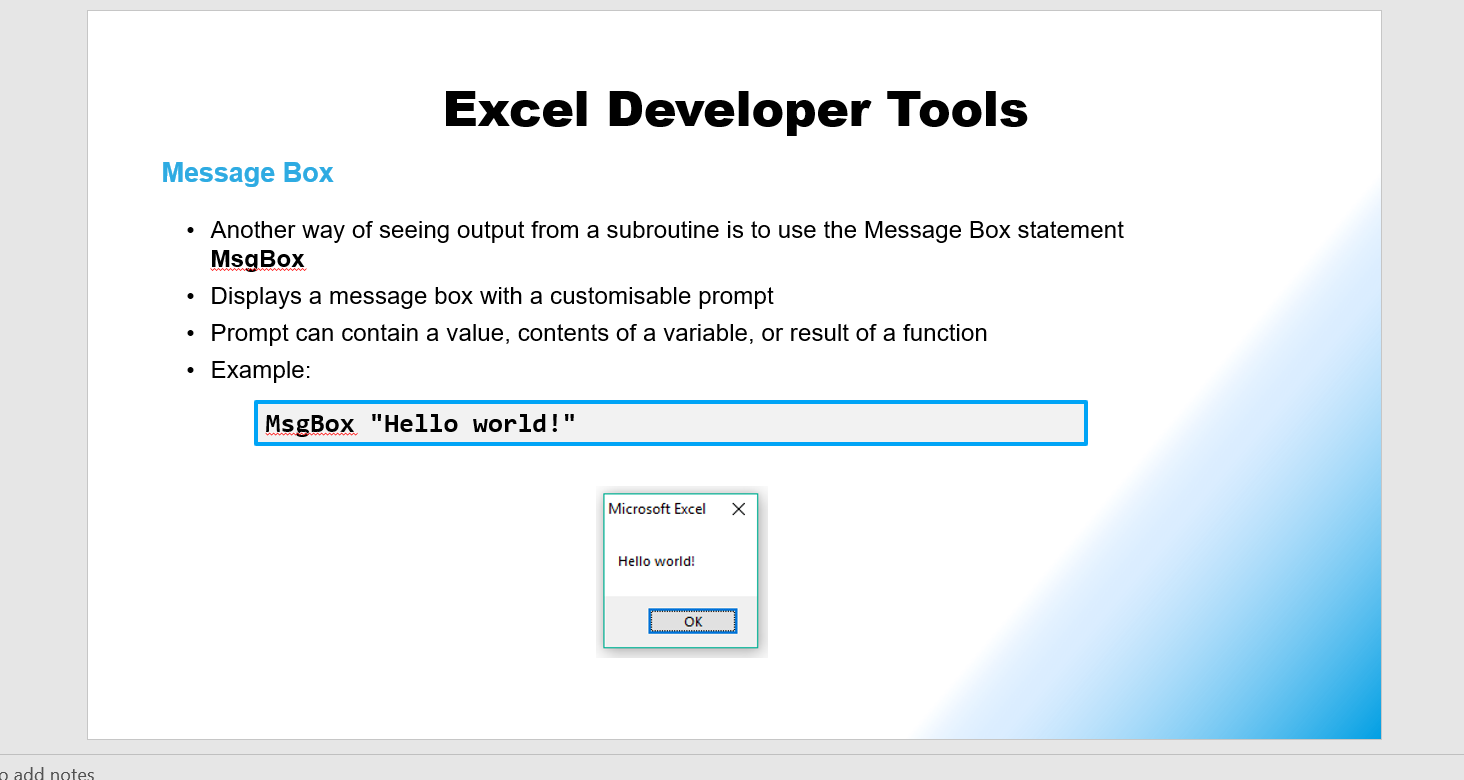 Excel Developer Tools
Message Box
• Another way of seeing output from a subroutine is to use the Message Box statement
MsgBox
• Displays a message box with a customisable prompt
• Prompt can contain a value, contents of a variable, or result of a function
• Example:
MsgBox "Hello world!"
Microsoft Excel
Hello world!
OK
o add notes